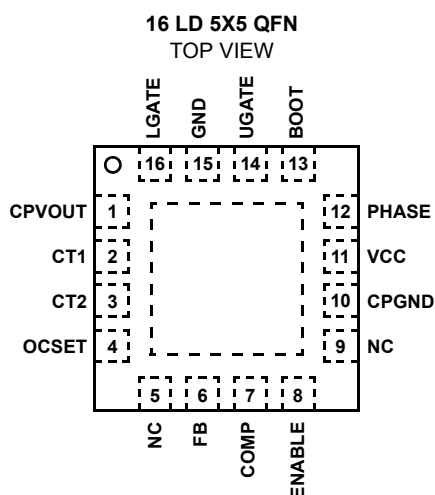 16 LD 5X5 QFN
TOP VIEW
LGATE
GND
UGATE
BOOT
16
15
14
13
CPVOUT 1
12 PHASE
CT1 2
11 VCC
CT2 3
10 CPGND
OCSET 4
9 NC
5
6
7
8
NC
FB
COMP
ENABLE